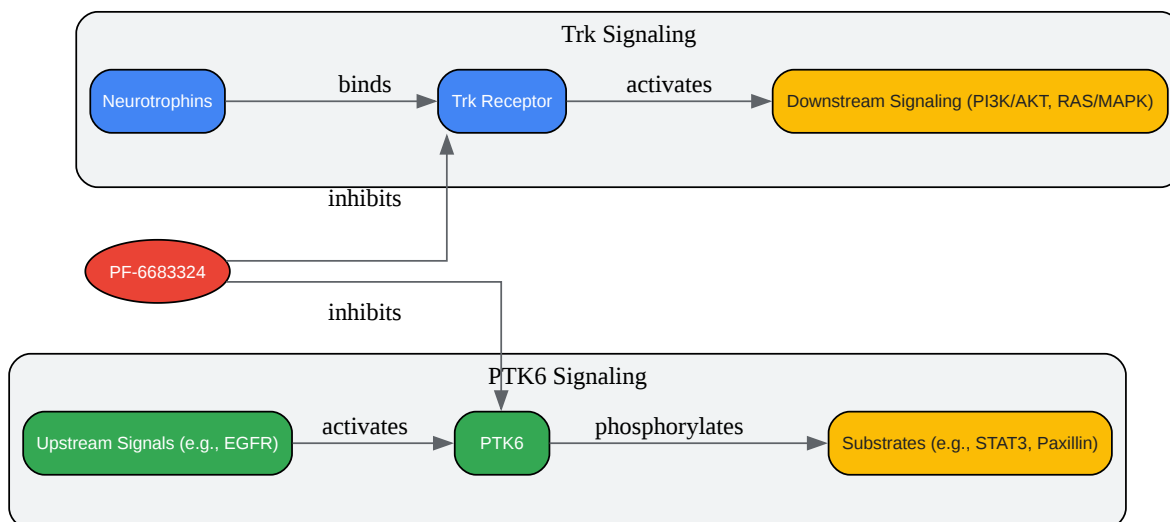 Trk Signaling
Neurotrophins
binds
Trk Receptor
activates
Downstream Signaling (PI3K/AKT, RAS/MAPK)
inhibits
PF-6683324
inhibits
PTK6 Signaling
Upstream Signals (e.g., EGFR)
activates
PTK6
phosphorylates
Substrates (e.g., STAT3, Paxillin)